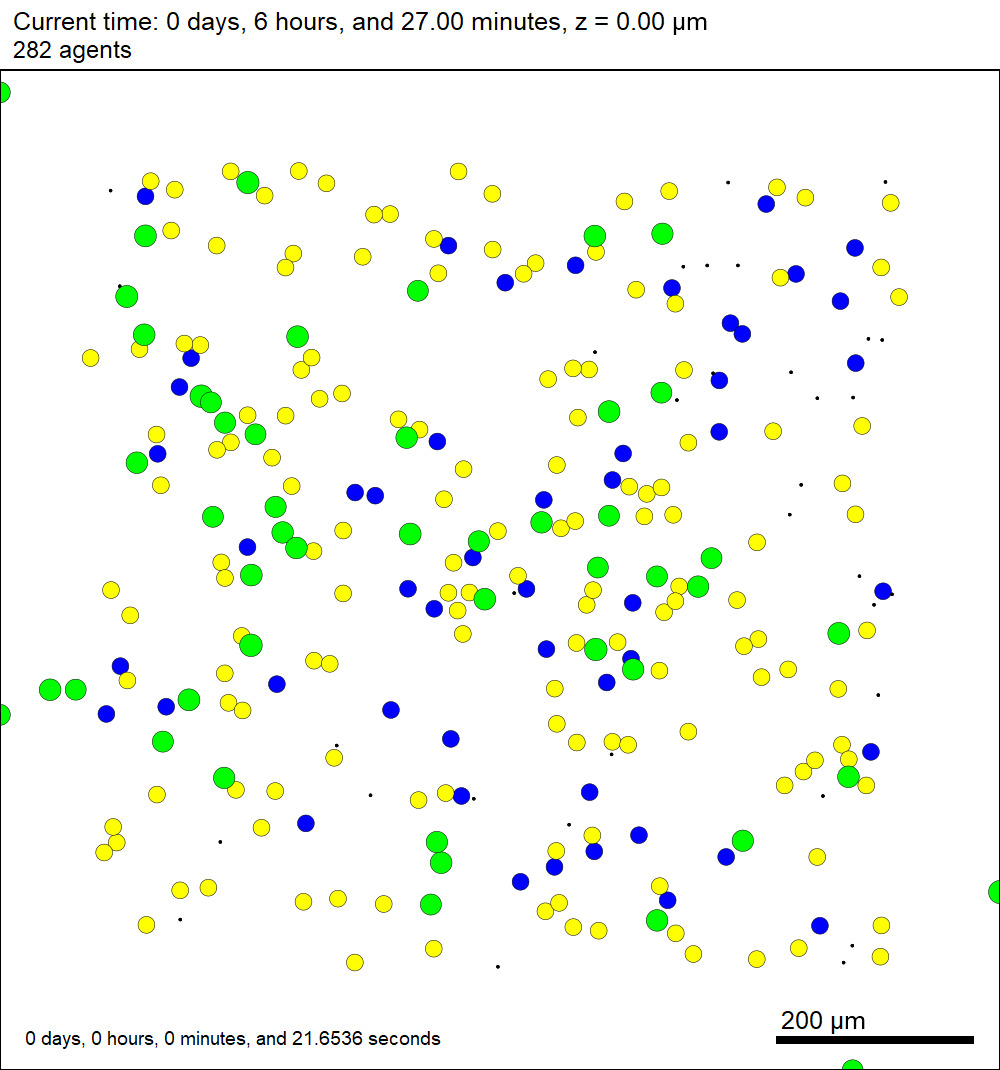 Current time: 0 days, 6 hours, and 27.00 minutes, z = 0.00 µm
282 agents
200 µm
0 days, 0 hours, 0 minutes, and 21.6536 seconds